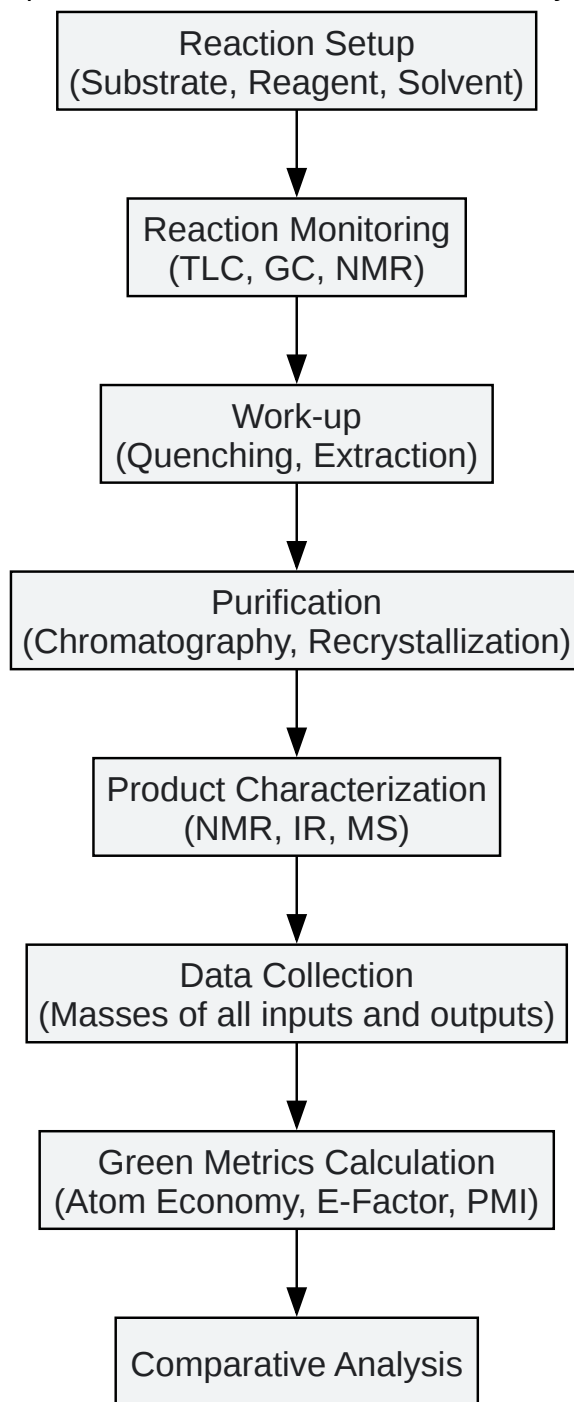 Reaction Setup
(Substrate, Reagent, Solvent)
Reaction Monitoring
(TLC, GC, NMR)
Work-up
(Quenching, Extraction)
Purification
(Chromatography, Recrystallization)
Product Characterization
(NMR, IR, MS)
Data Collection
(Masses of all inputs and outputs)
Green Metrics Calculation
(Atom Economy, E-Factor, PMI)
Comparative Analysis